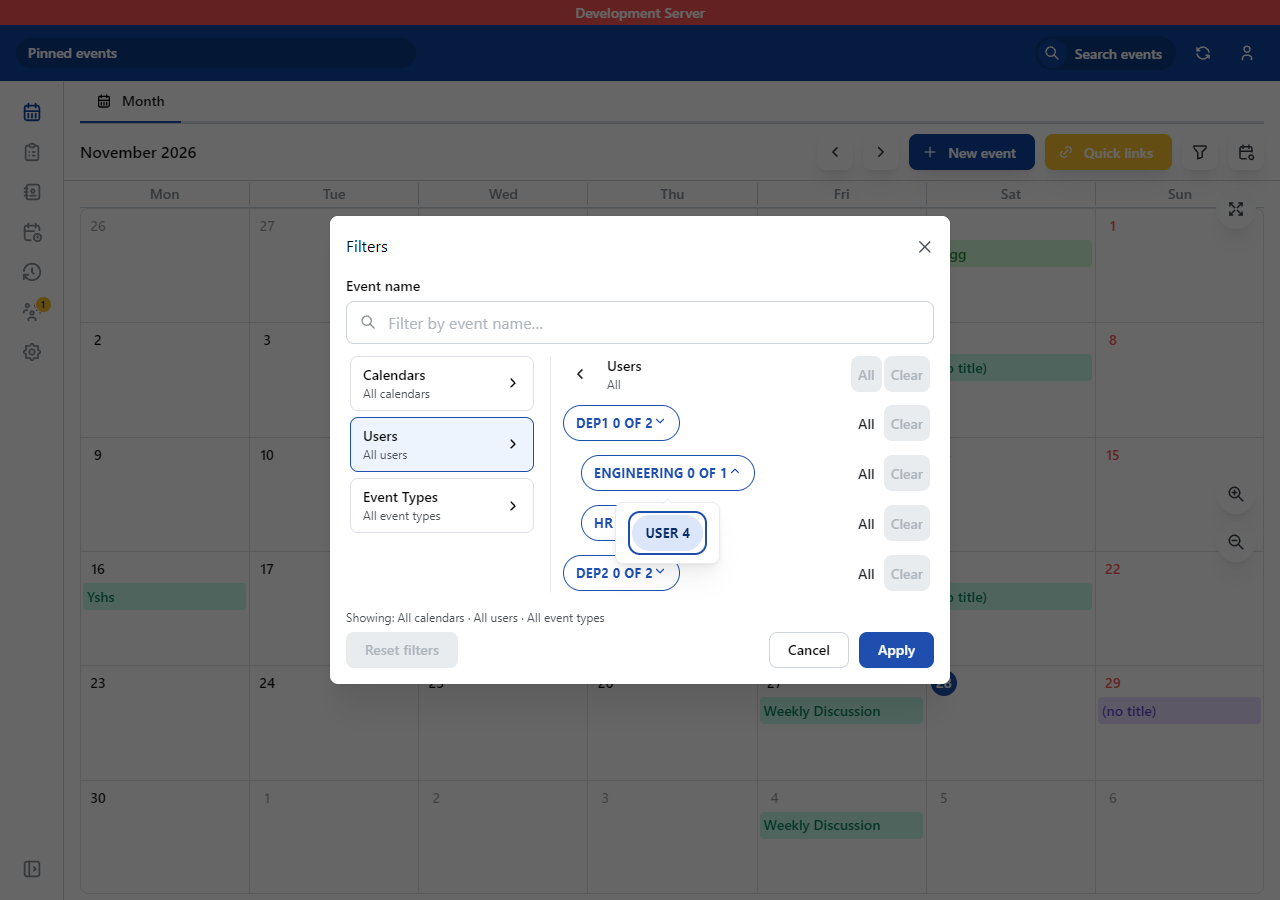 Development Server
Pinned events
Search events
Month
November 2026
New event
Quick links
Mon Tue Wed Thu Fri Sat Sun
26 27 1
gg
Filters
Event name
Filter by event name...
Calendars
All calendars
Users
All users
Event Types
All event types
Users
All
All Clear
DEP1 0 OF 2
All Clear
ENGINEERING 0 OF 1
All Clear
HR
All Clear
USER 4
DEP2 0 OF 2
All Clear
Showing: All calendars · All users · All event types
Reset filters
Cancel
Apply
1
2 3 8
title)
9 10 15
16 17 22
Yshs
title)
23 24 25 26 27 28 29
Weekly Discussion
(no title)
30 1 2 3 4 5 6
Weekly Discussion